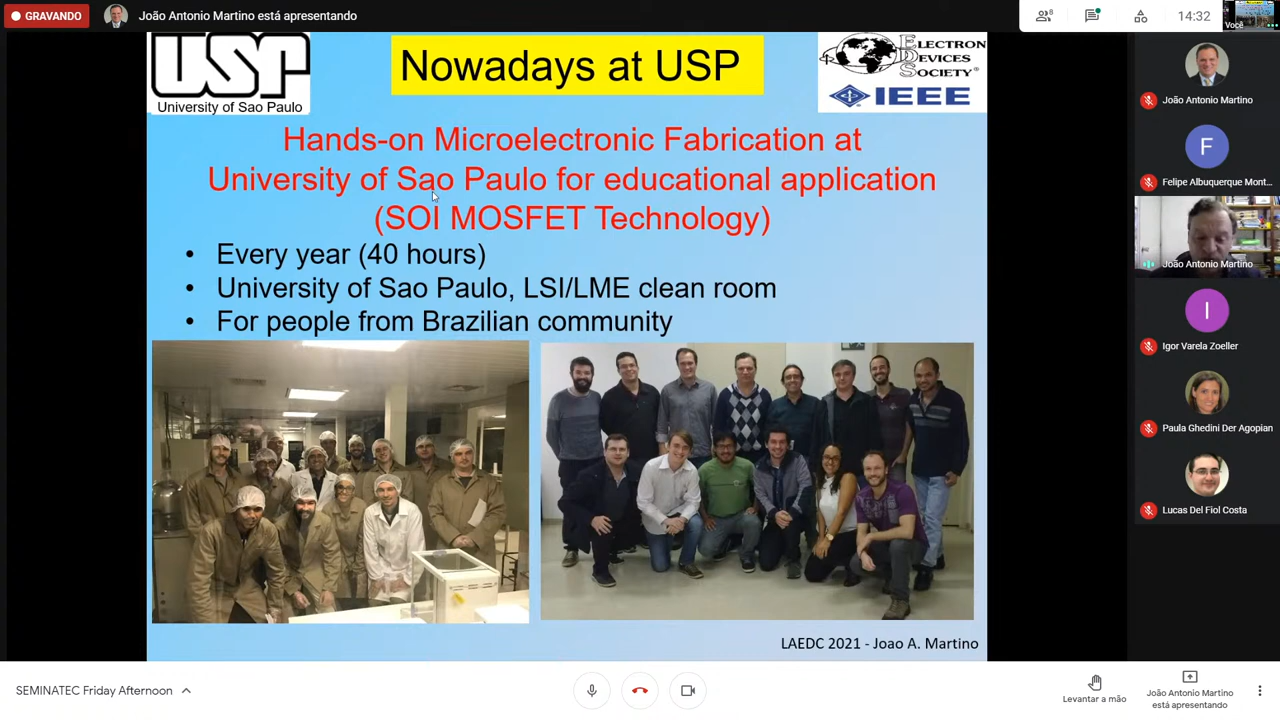 GRAVANDO
João Antonio Martino está apresentando
8
14:32
Você
USP
University of Sao Paulo
Nowadays at USP
ELECTRON
DEVICES
SOCIETY®
IEEE
Hands-on Microelectronic Fabrication at
University of Sao Paulo for educational application
(SOI MOSFET Technology)
• Every year (40 hours)
• University of Sao Paulo, LSI/LME clean room
• For people from Brazilian community
LAEDC 2021 - Joao A. Martino
João Antonio Martino
F
Felipe Albuquerque Mont...
João Antonio Martino
I
Igor Varela Zoeller
Paula Ghedini Der Agopian
Lucas Del Fiol Costa
SEMINATEC Friday Afternoon
Levantar a mão
João Antonio Martino
está apresentando